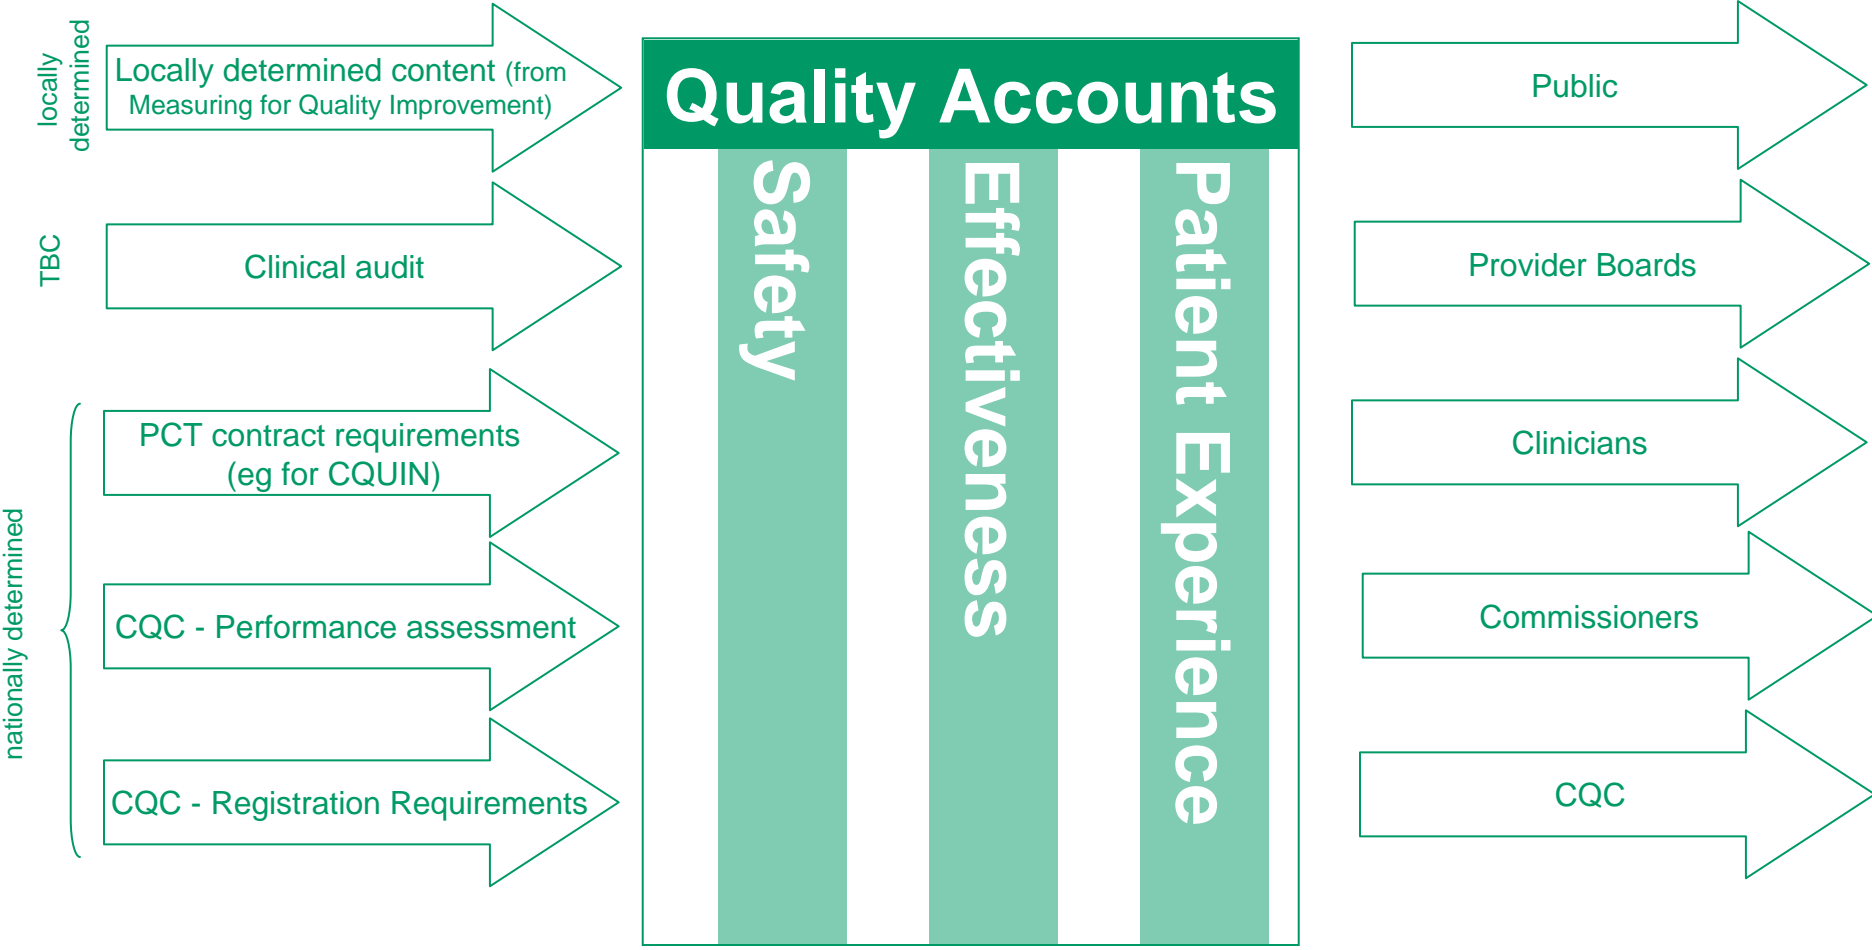 locally
determined
Locally determined content (from
Measuring for Quality Improvement)
TBC
Clinical audit
nationally determined
PCT contract requirements
(eg for CQUIN)
CQC - Performance assessment
CQC - Registration Requirements
Quality Accounts
Safety
Effectiveness
Patient Experience
Public
Provider Boards
Clinicians
Commissioners
CQC